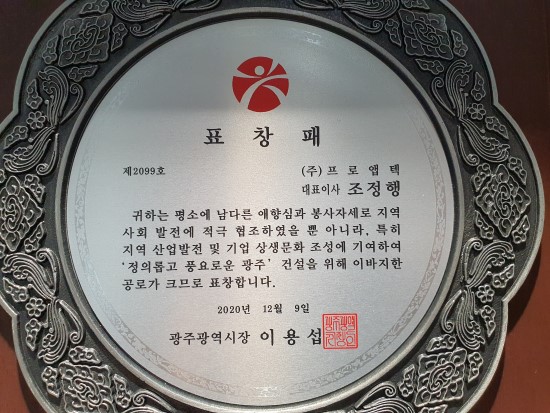 표 창 패
제2099호
(주)프로앱텍
대표이사 조정행
귀하는 평소에 남다른 애향심과 봉사자세로 지역
사회 발전에 적극 협조하였을 뿐 아니라, 특히
지역 산업발전 및 기업 상생문화 조성에 기여하여
‘정의롭고 풍요로운 광주’ 건설을 위해 이바지한
공로가 크므로 표창합니다.
2020년 12월 9일
광주광역시장 이용섭